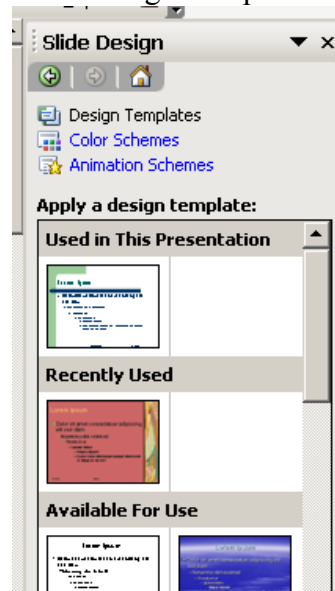 Slide Design
Design Templates
Color Schemes
Animation Schemes
Apply a design template:
Used in This Presentation
Recently Used
Available For Use